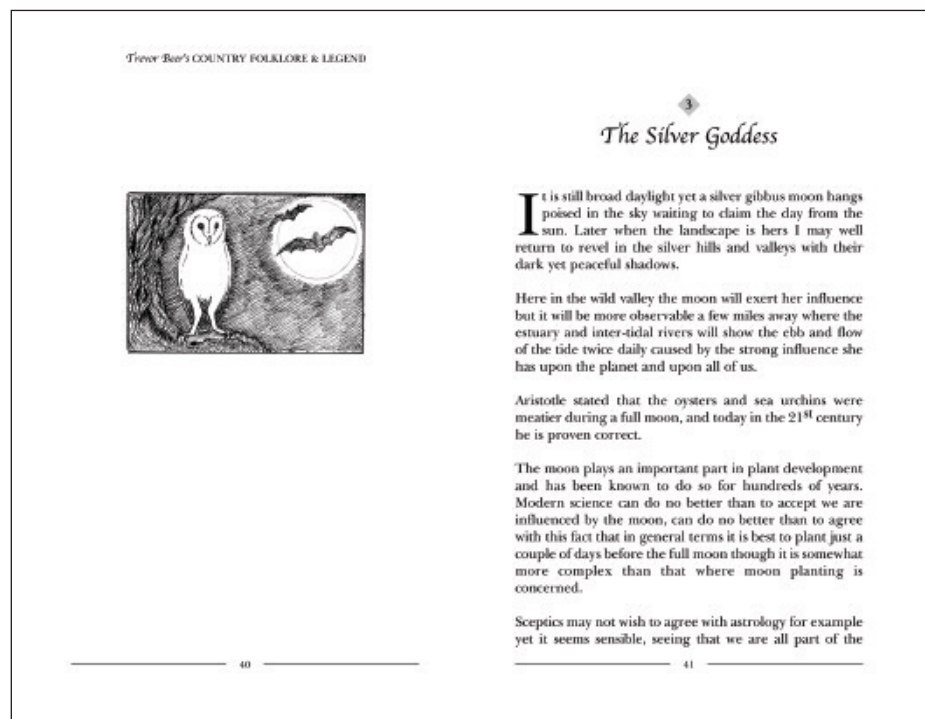 Trevor Beer's COUNTRY FOLKLORE & LEGEND
40
3
The Silver Goddess
It is still broad daylight yet a silver gibbus moon hangs
poised in the sky waiting to claim the day from the
sun. Later when the landscape is hers I may well
return to revel in the silver hills and valleys with their
dark yet peaceful shadows.
Here in the wild valley the moon will exert her influence
but it will be more observable a few miles away where the
estuary and inter-tidal rivers will show the ebb and flow
of the tide twice daily caused by the strong influence she
has upon the planet and upon all of us.
Aristotle stated that the oysters and sea urchins were
meatier during a full moon, and today in the 21st century
he is proven correct.
The moon plays an important part in plant development
and has been known to do so for hundreds of years.
Modern science can do no better than to accept we are
influenced by the moon, can do no better than to agree
with this fact that in general terms it is best to plant just a
couple of days before the full moon though it is somewhat
more complex than that where moon planting is
concerned.
Sceptics may not wish to agree with astrology for example
yet it seems sensible, seeing that we are all part of the
41